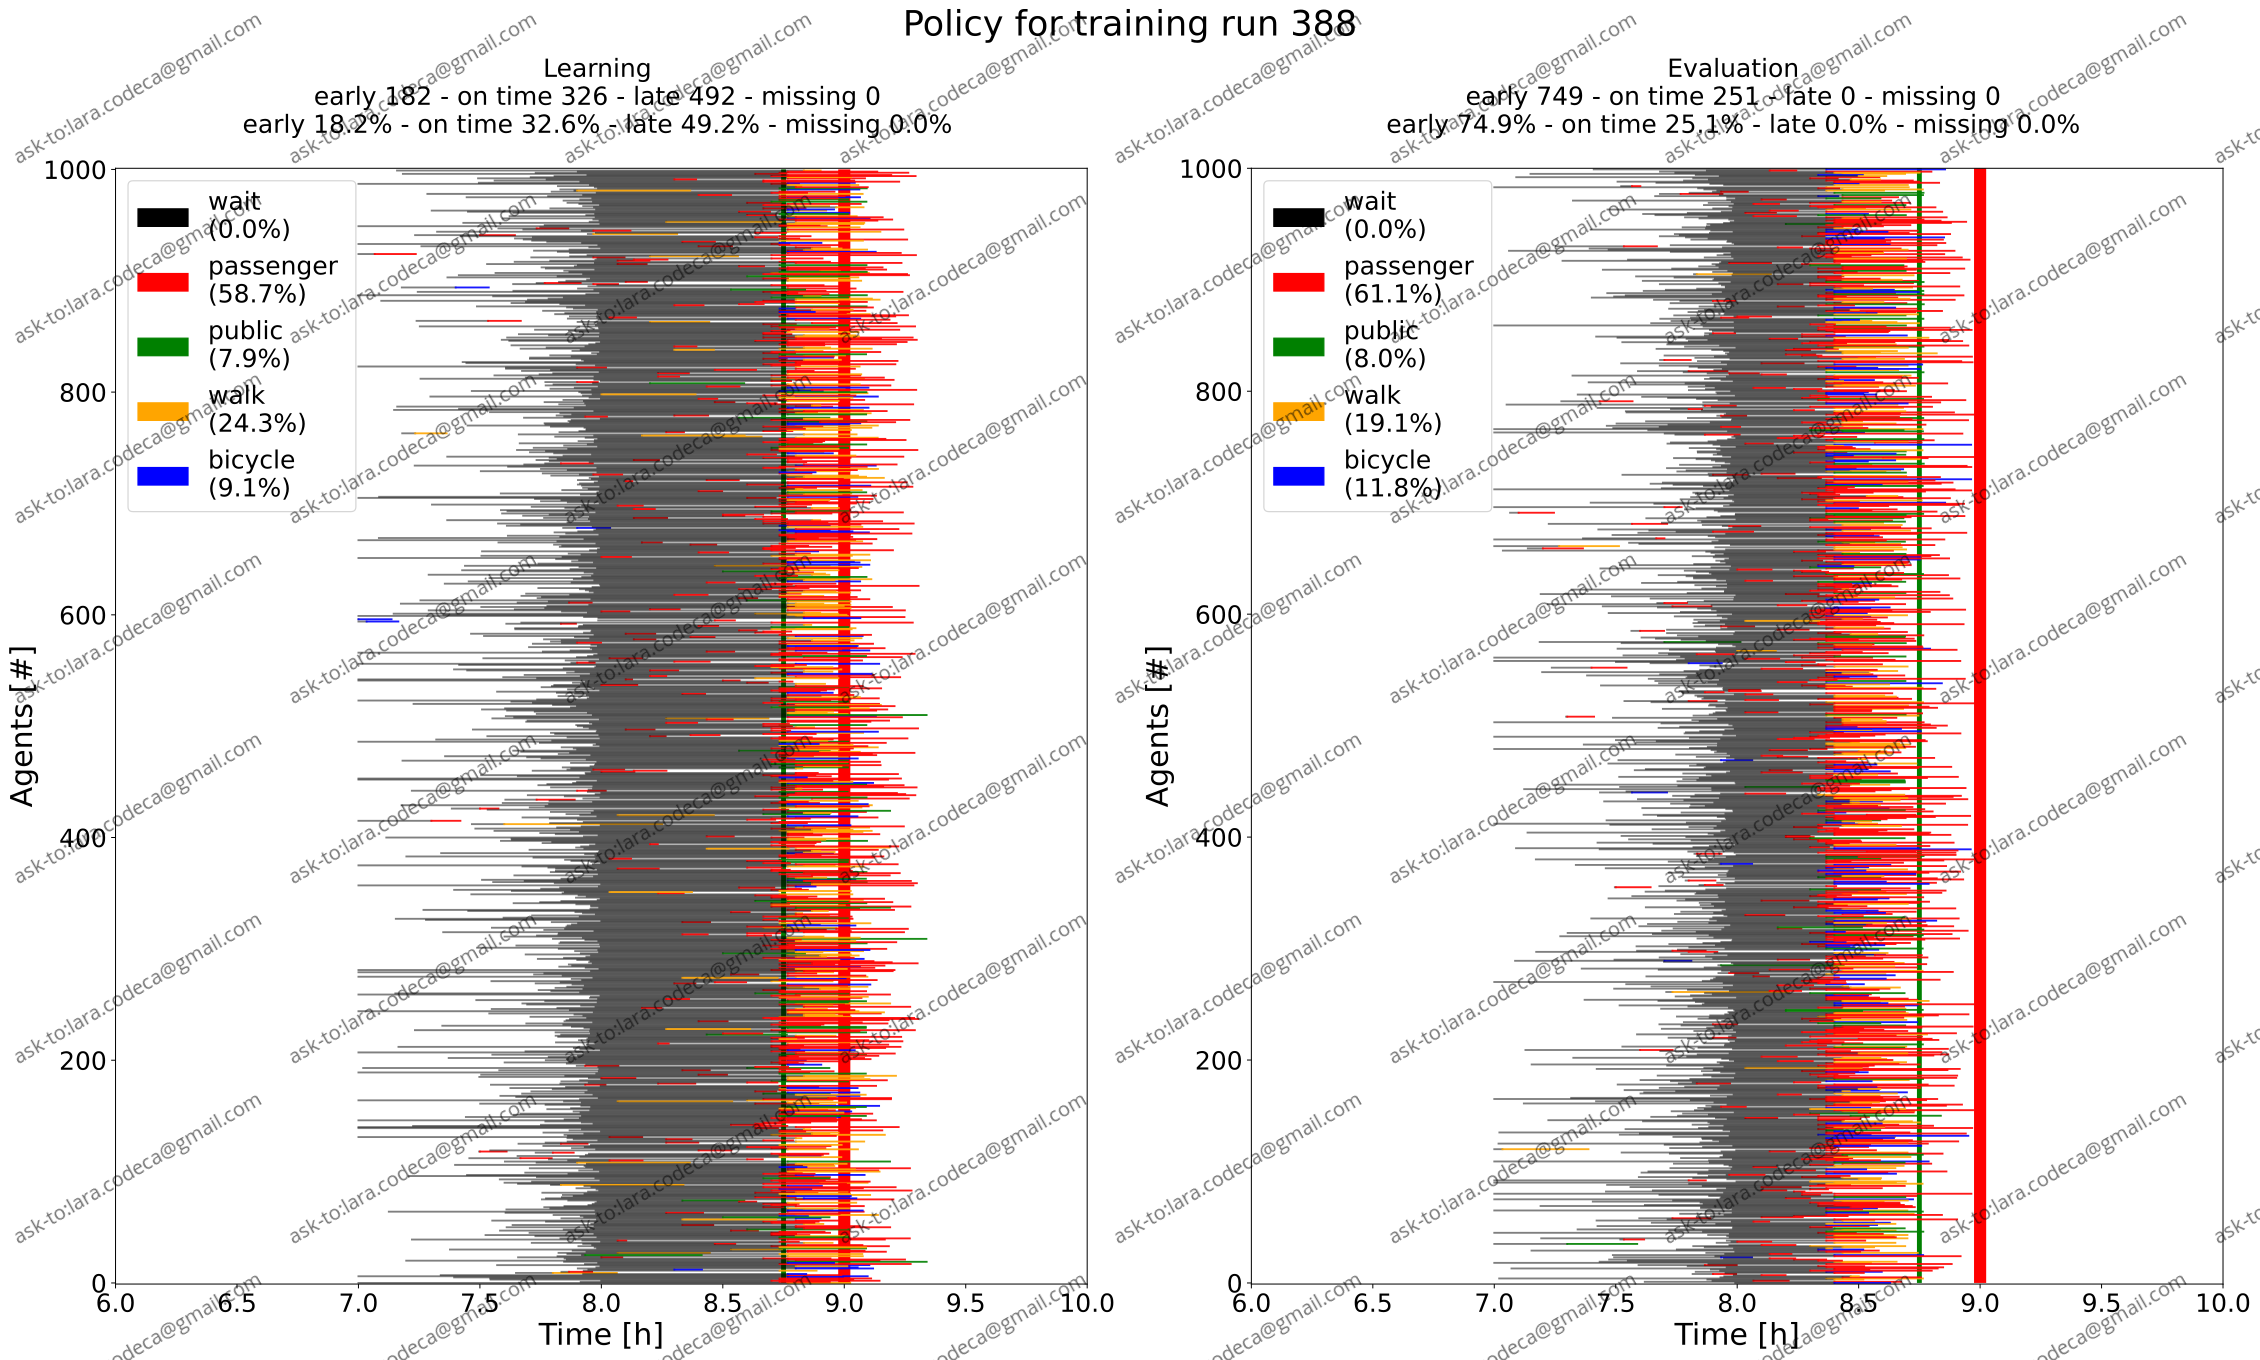 Policy for training run 388
Learning
early 182 - on time 326 - late 492 - missing 0
early 18.2% - on time 32.6% - late 49.2% - missing 0.0%
wait
(0.0%)
passenger
(58.7%)
public
(7.9%)
walk
(24.3%)
bicycle
(9.1%)
1000
800
600
400
200
0
Agents [#]
6.0 6.5 7.0 7.5 8.0 8.5 9.0 9.5 10.0
Time [h]
Evaluation
early 749 - on time 251 - late 0 - missing 0
early 74.9% - on time 25.1% - late 0.0% - missing 0.0%
wait
(0.0%)
passenger
(61.1%)
public
(8.0%)
walk
(19.1%)
bicycle
(11.8%)
1000
800
600
400
200
0
Agents [#]
6.0 6.5 7.0 7.5 8.0 8.5 9.0 9.5 10.0
Time [h]
ask-to:lara.codeca@gmail.com